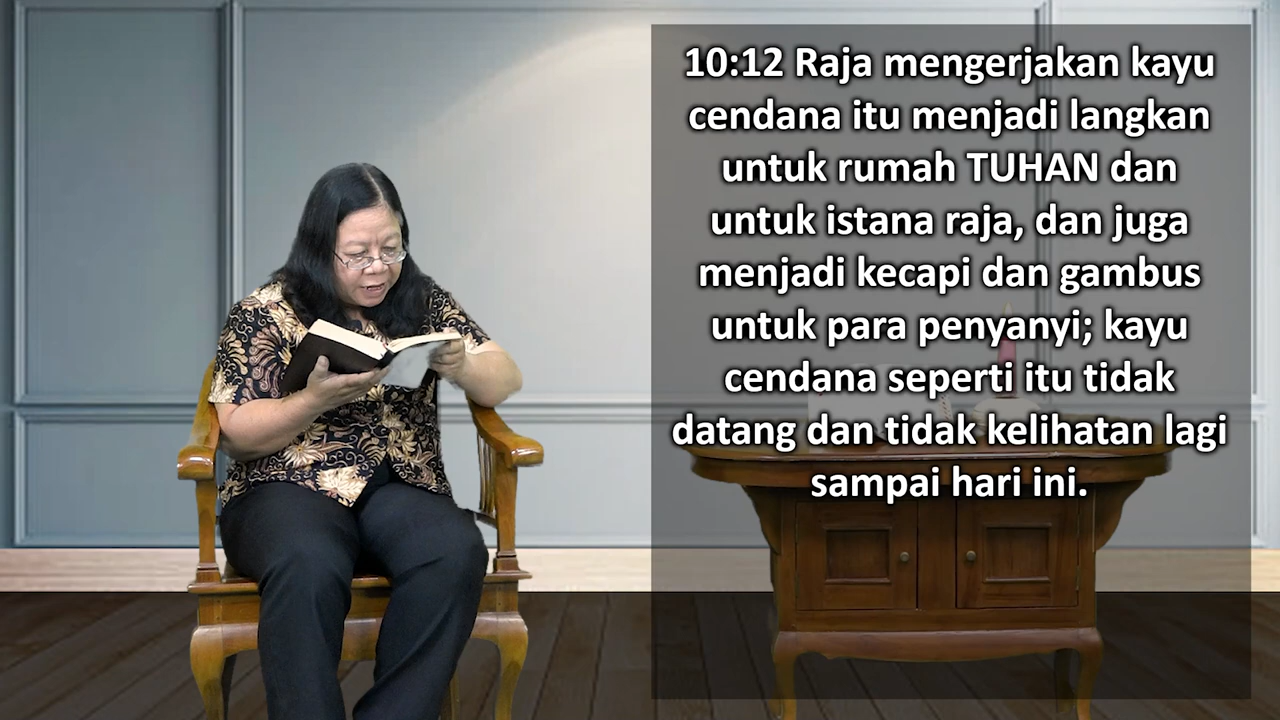 10:12 Raja mengerjakan kayu
cendana itu menjadi langkan
untuk rumah TUHAN dan
untuk istana raja, dan juga
menjadi kecapi dan gambus
untuk para penyanyi; kayu
cendana seperti itu tidak
datang dan tidak kelihatan lagi
sampai hari ini.